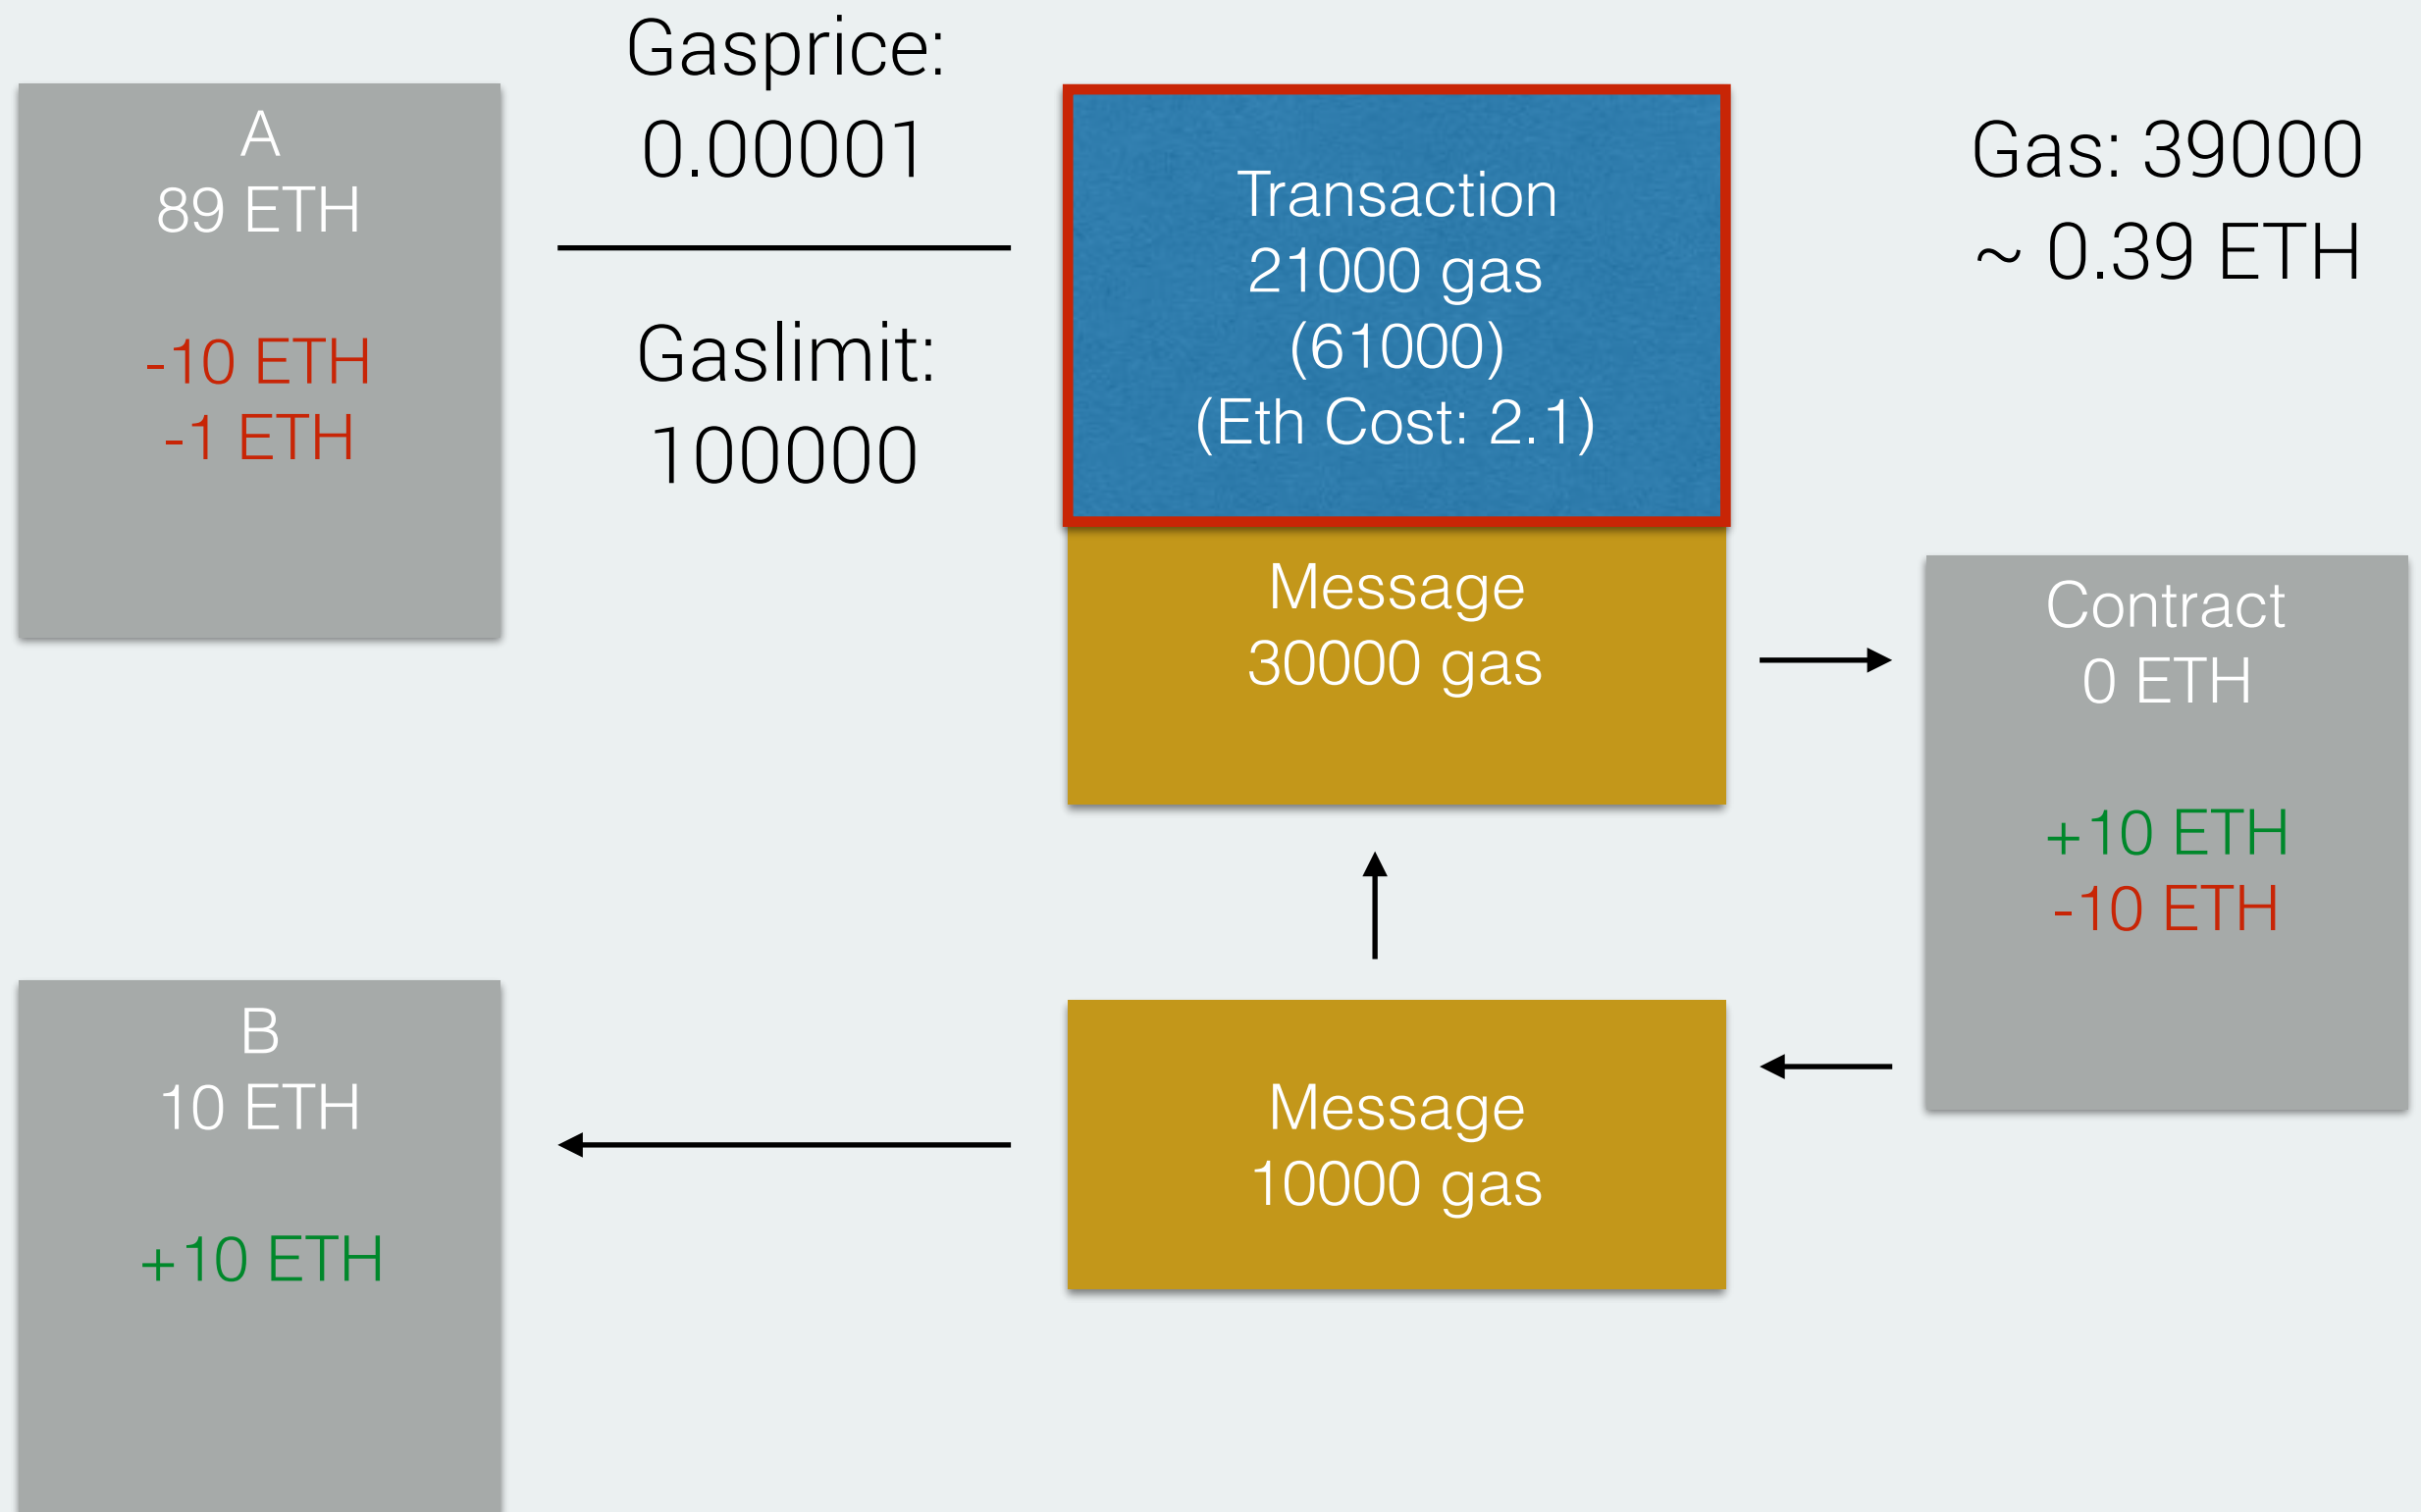 A
89 ETH
-10 ETH
-1 ETH
Gasprice:
0.00001
Gaslimit:
100000
Transaction
21000 gas
(61000)
(Eth Cost: 2.1)
Gas: 39000
~ 0.39 ETH
Message
30000 gas
Contract
0 ETH
+10 ETH
-10 ETH
B
10 ETH
+10 ETH
Message
10000 gas